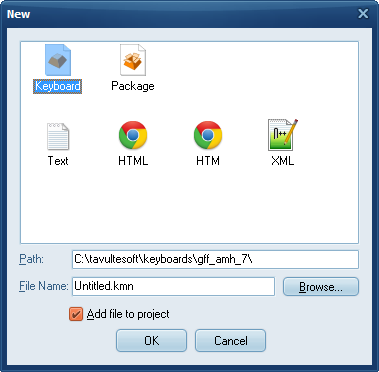 New
Keyboard Package
Text HTML HTM XML
Path: C:\tavultesoft\keyboards\gff_amh_7\
File Name: Untitled.kmn Browse...
Add file to project
OK Cancel